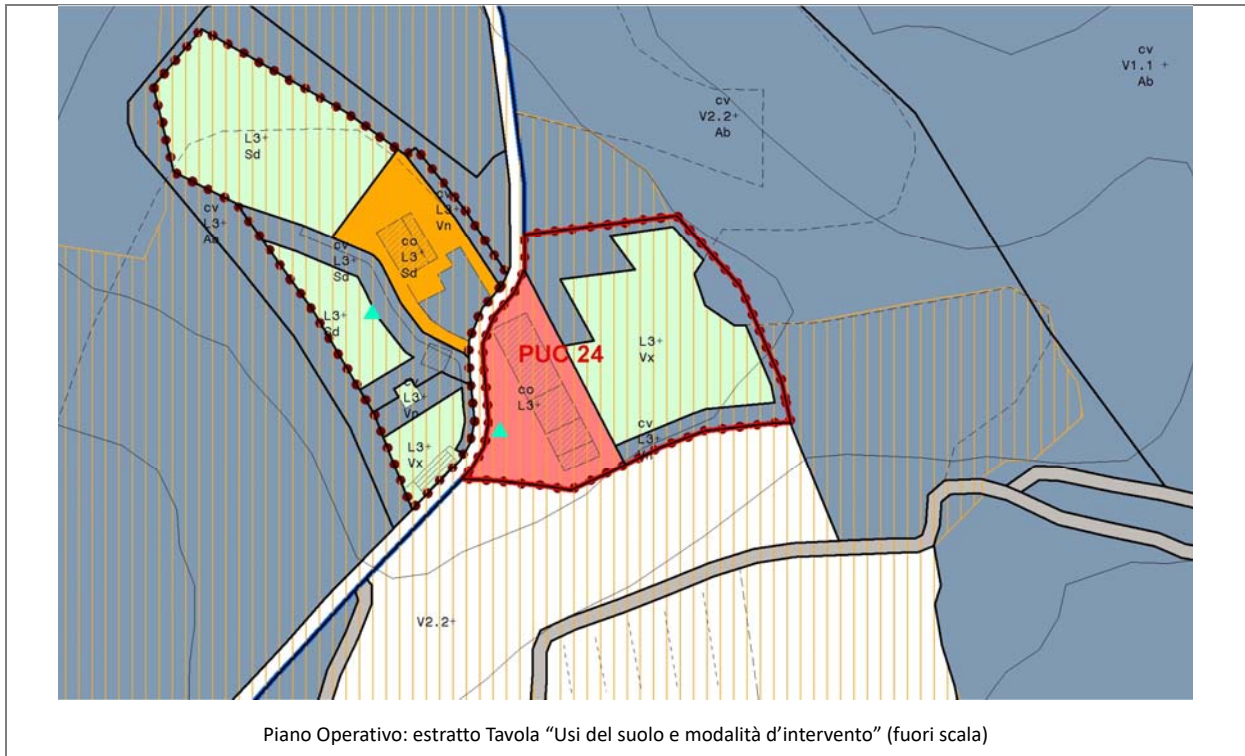 cv
V1.1+
Ab
cv
V2.2+
Ab
L3+
Sd
cv
L3+
Vn
cv
L3+
cv
L3+
Sd
co
L3+
Sd
L3+
Sd
L3+
Vx
PUC 24
co
L3+
cv
L3+
Vn
L3+
Vx
cv
L3+
V2.2+
Piano Operativo: estratto Tavola “Usi del suolo e modalità d’intervento” (fuori scala)